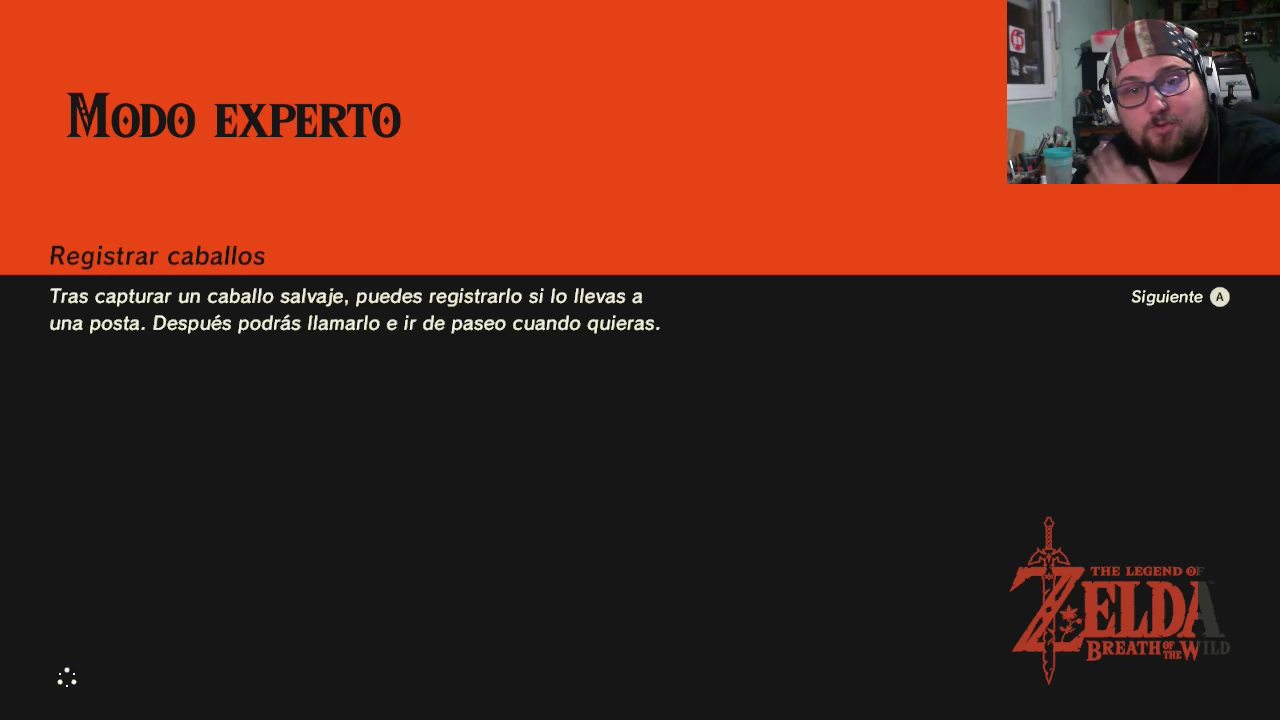 Modo experto
Registrar caballos
Tras capturar un caballo salvaje, puedes registrarlo si lo llevas a
una posta. Después podrás llamarlo e ir de paseo cuando quieras.
Siguiente A
THE LEGEND OF
ZELDA
BREATH OF THE WILD